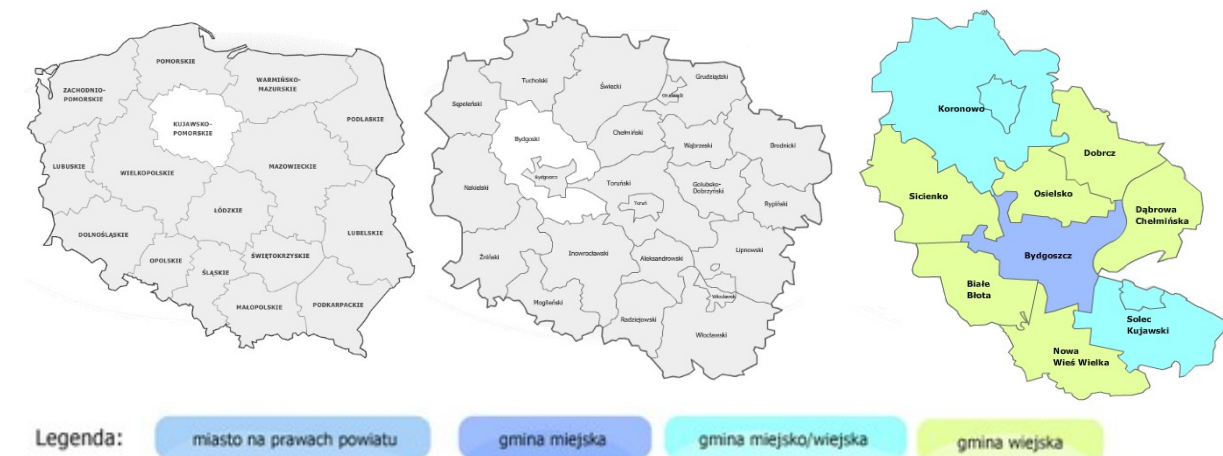 POMORSKIE
WARMIŃSKO-
MAZURSKIE
ZACHODNIO-
POMORSKIE
PODLASKIE
KUJAWSKO-
POMORSKIE
LUBUSKIE
WIELKOPOLSKIE
MAZOWIECKIE
ŁÓDZKIE
DOLNOŚLĄSKIE
LUBELSKIE
OPOLSKIE
ŚLĄSKIE
ŚWIĘTOKRZYSKIE
MAŁOPOLSKIE
PODKARPACKIE
Tucholski
Świecki
Grudziądzki
Sępoleński
Chełmiński
Bydgoski
Wąbrzeski
Brodnicki
Bydgoszcz
Nakielski
Toruński
Golubsko-
Dobrzyński
Toruń
Rypiński
Żniński
Inowrocławski
Aleksandrowski
Lipnowski
Mogileński
Radziejowski
Włocławski
Koronowo
Dobrcz
Sicienko
Osielsko
Dąbrowa
Chełmińska
Bydgoszcz
Białe
Błota
Solec
Kujawski
Nowa
Wieś Wielka
Legenda:
miasto na prawach powiatu
gmina miejska
gmina miejsko/wiejska
gmina wiejska